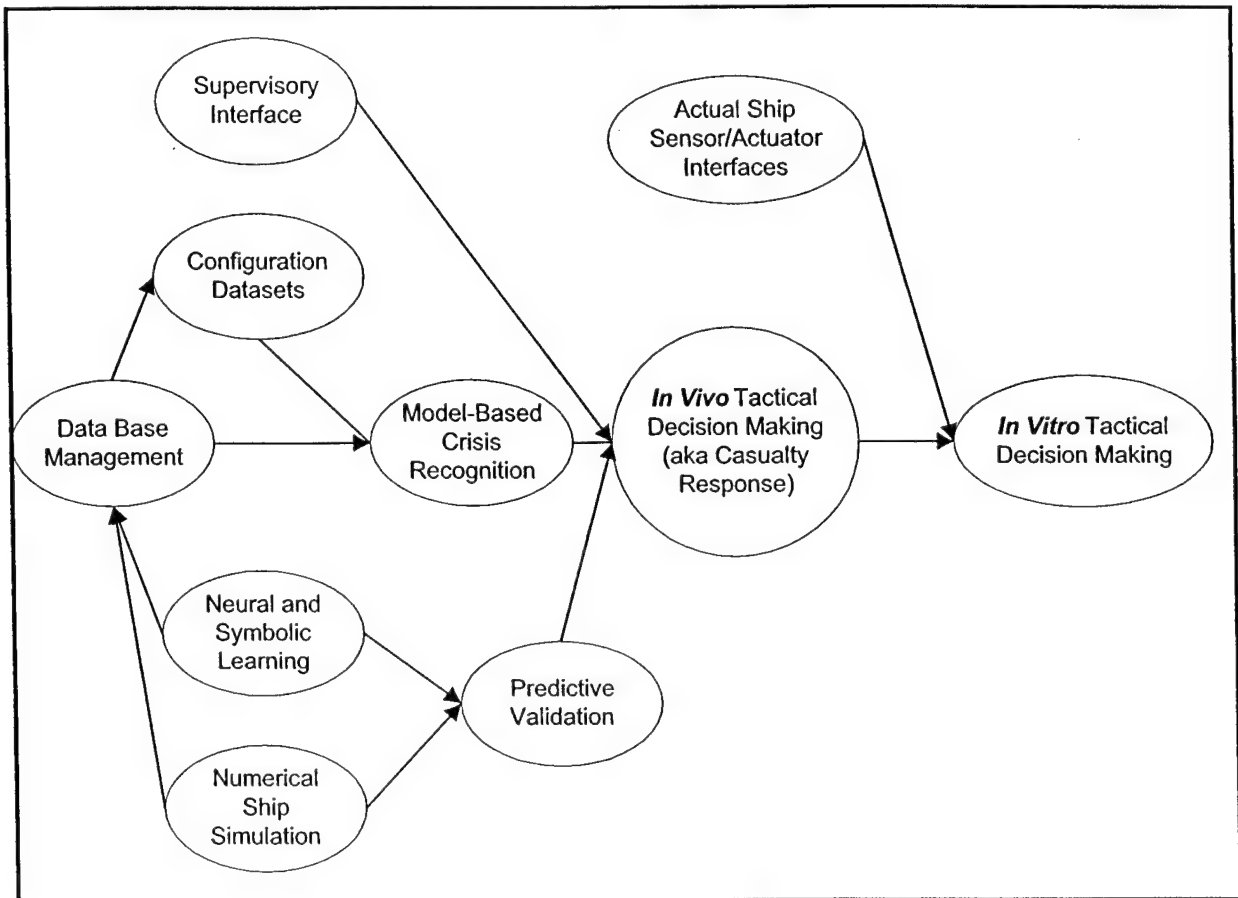 Supervisory
Interface
Actual Ship
Sensor/Actuator
Interfaces
Configuration
Datasets
Data Base
Management
Model-Based
Crisis
Recognition
In Vivo Tactical
Decision Making
(aka Casualty
Response)
In Vitro Tactical
Decision Making
Neural and
Symbolic
Learning
Predictive
Validation
Numerical
Ship
Simulation